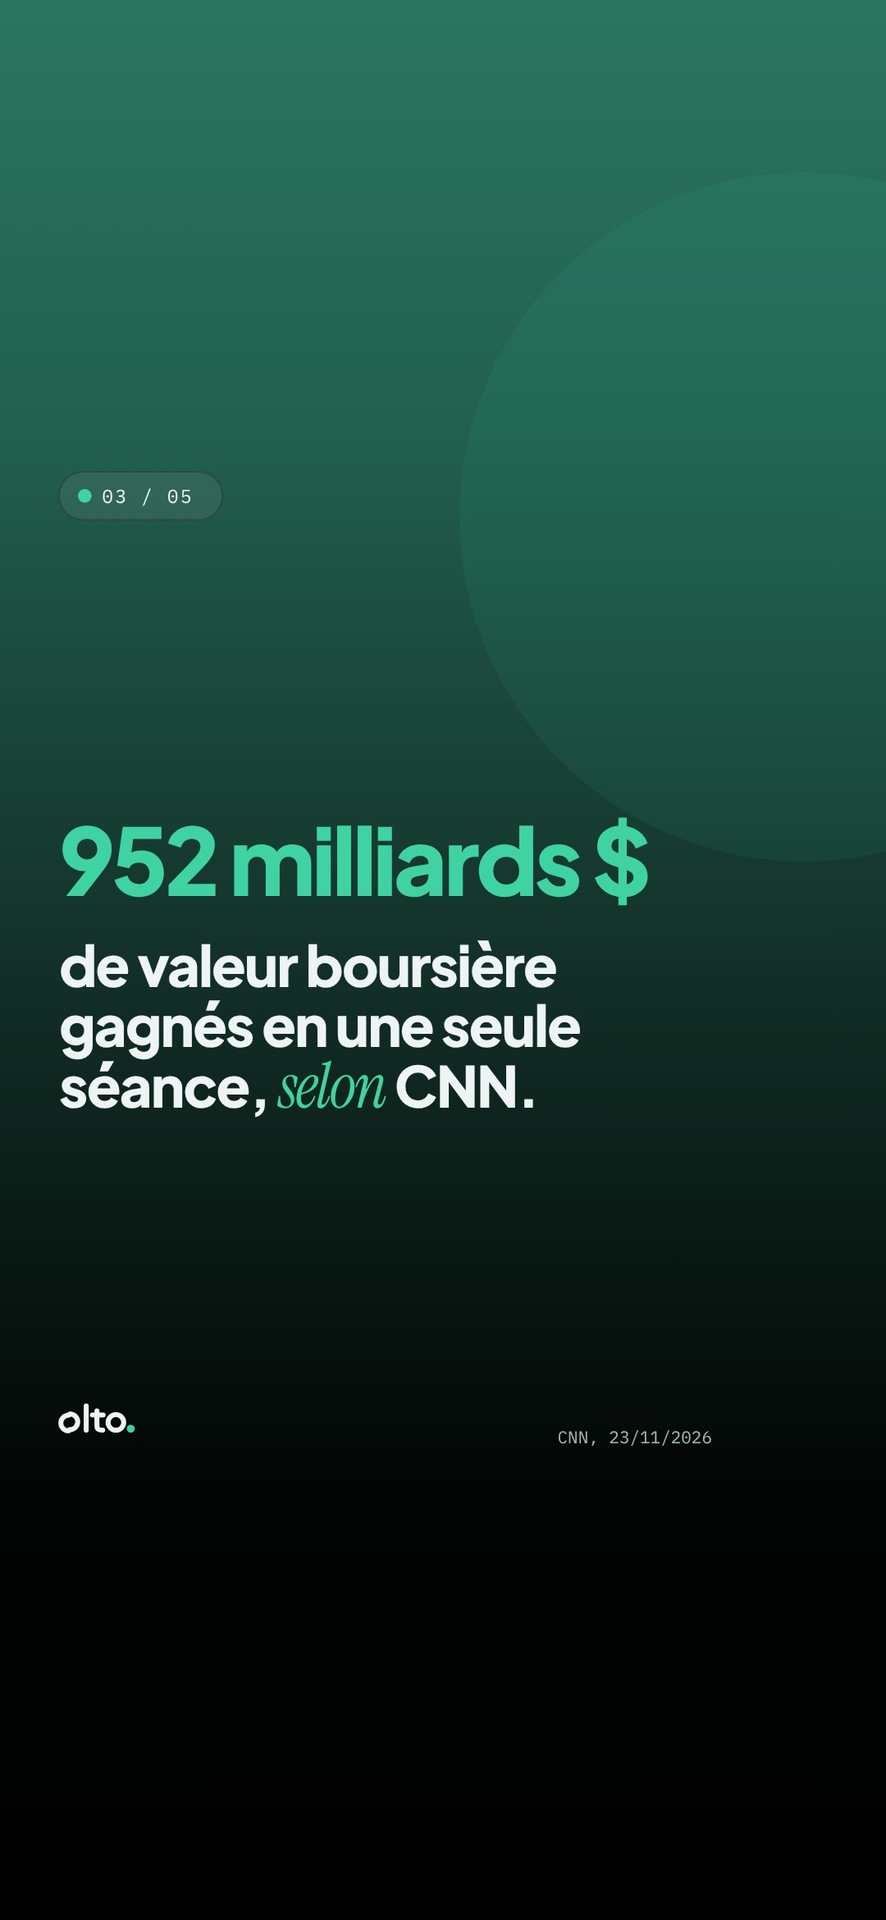 03 / 05
952 milliards $
de valeur boursière
gagnés en une seule
séance, selon CNN.
olto.
CNN, 23/11/2026